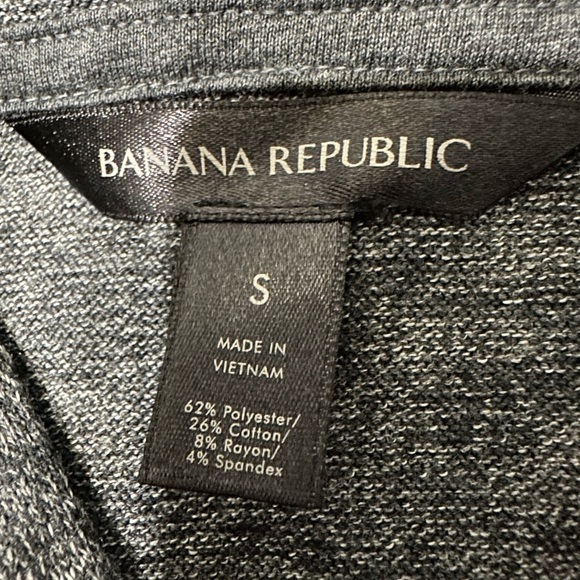 BANANA REPUBLIC
S
MADE IN
VIETNAM
62% Polyester/
26% Cotton/
8% Rayon/
4% Spandex